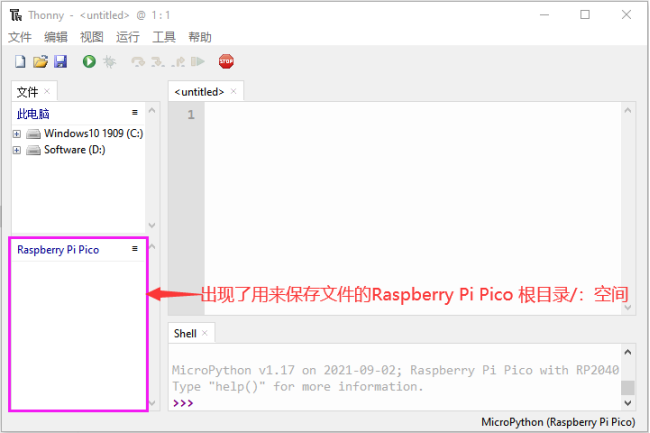 Thonny - <untitled> @ 1 : 1
文件 编辑 视图 运行 工具 帮助
STOP
文件
<untitled>
此电脑
1
Windows10 1909 (C:)
Software (D:)
Raspberry Pi Pico
出现了用来保存文件的Raspberry Pi Pico 根目录/：空间
Shell
MicroPython v1.17 on 2021-09-02; Raspberry Pi Pico with RP2040
Type "help()" for more information.
>>>
MicroPython (Raspberry Pi Pico)